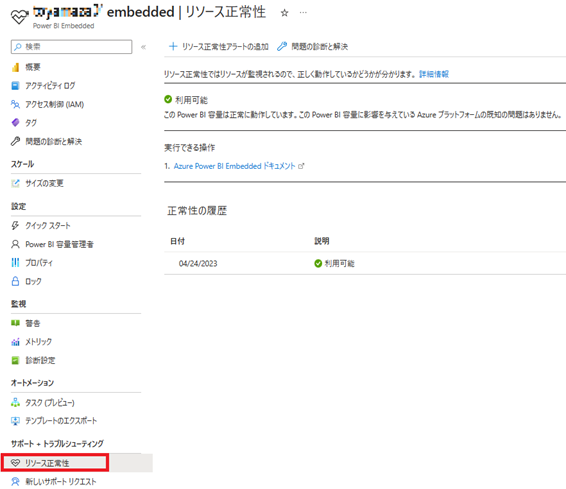 embedded | リソース正常性
Power BI Embedded
検索
概要
アクティビティ ログ
アクセス制御 (IAM)
タグ
問題の診断と解決
スケール
サイズの変更
設定
クイック スタート
Power BI 容量管理者
プロパティ
ロック
監視
警告
メトリック
診断設定
オートメーション
タスク (プレビュー)
テンプレートのエクスポート
サポート + トラブルシューティング
リソース正常性
新しいサポート リクエスト
リソース正常性アラートの追加 問題の診断と解決
リソース正常性ではリソースが監視されるので、正しく動作しているかどうかが分かります。 詳細情報
利用可能
この Power BI 容量は正常に動作しています。この Power BI 容量に影響を与えている Azure プラットフォームの既知の問題はありません。
実行できる操作
1. Azure Power BI Embedded ドキュメント
正常性の履歴
日付 説明
04/24/2023 利用可能